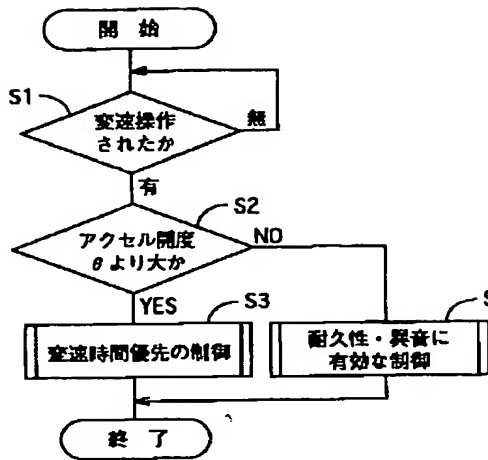 開 始
S1
変速操作
されたか
無
有
S2
アクセル開度
θより大か
NO
YES
S3
S
変速時間優先の制御
耐久性・異音に
有効な制御
終 了